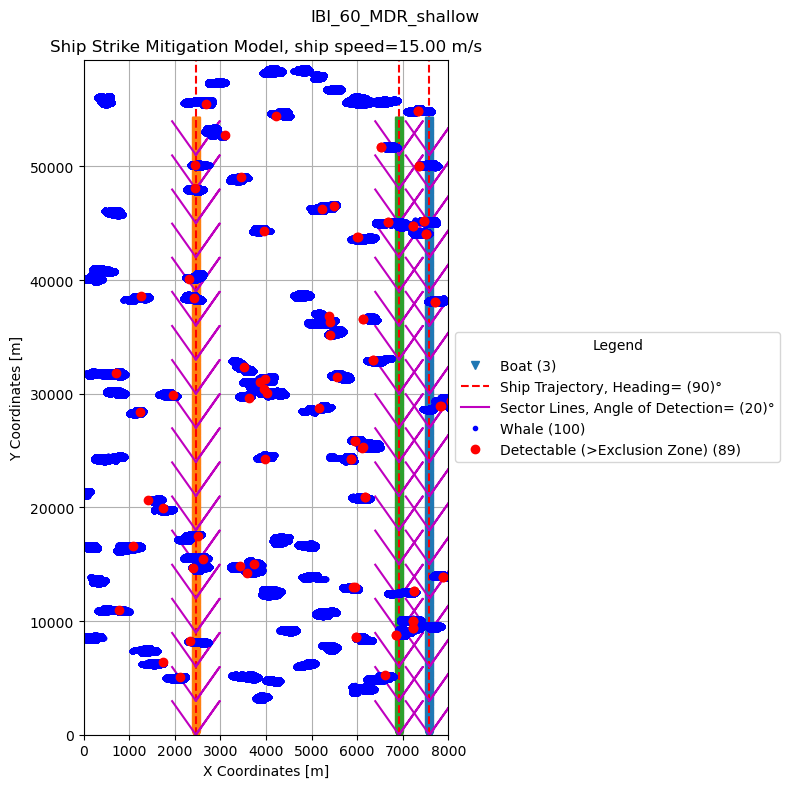 IBI_60_MDR_shallow
Ship Strike Mitigation Model, ship speed=15.00 m/s
Y Coordinates [m]
50000
40000
30000
20000
10000
0
0 1000 2000 3000 4000 5000 6000 7000 8000
X Coordinates [m]
Legend
Boat (3)
Ship Trajectory, Heading= (90)°
Sector Lines, Angle of Detection= (20)°
Whale (100)
Detectable (>Exclusion Zone) (89)